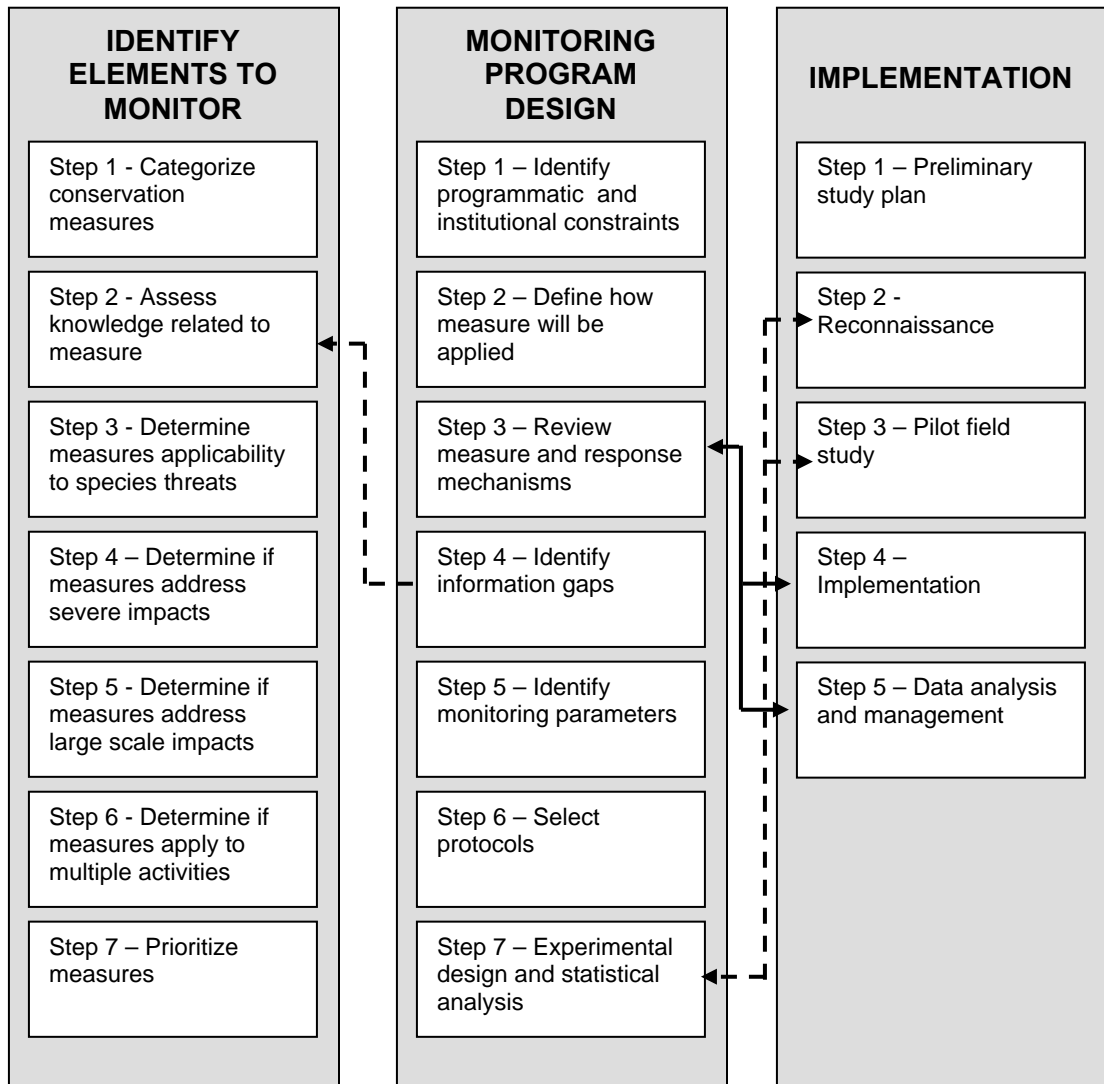 IDENTIFY
ELEMENTS TO
MONITOR
Step 1 - Categorize
conservation
measures
Step 2 - Assess
knowledge related to
measure
Step 3 - Determine
measures applicability
to species threats
Step 4 – Determine if
measures address
severe impacts
Step 5 - Determine if
measures address
large scale impacts
Step 6 - Determine if
measures apply to
multiple activities
Step 7 – Prioritize
measures
MONITORING
PROGRAM
DESIGN
Step 1 – Identify
programmatic and
institutional constraints
Step 2 – Define how
measure will be
applied
Step 3 – Review
measure and response
mechanisms
Step 4 – Identify
information gaps
Step 5 – Identify
monitoring parameters
Step 6 – Select
protocols
Step 7 – Experimental
design and statistical
analysis
IMPLEMENTATION
Step 1 – Preliminary
study plan
Step 2 -
Reconnaissance
Step 3 – Pilot field
study
Step 4 –
Implementation
Step 5 – Data analysis
and management